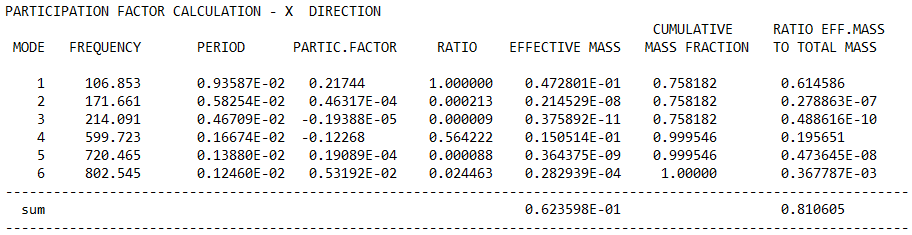 PARTICIPATION FACTOR CALCULATION - X  DIRECTION
CUMULATIVE RATIO EFF.MASS
MODE FREQUENCY PERIOD PARTIC.FACTOR RATIO EFFECTIVE MASS MASS FRACTION TO TOTAL MASS
1 106.853 0.93587E-02 0.21744 1.000000 0.472801E-01 0.758182 0.614586
2 171.661 0.58254E-02 0.46317E-04 0.000213 0.214529E-08 0.758182 0.278863E-07
3 214.091 0.46709E-02 -0.19388E-05 0.000009 0.375892E-11 0.758182 0.488616E-10
4 599.723 0.16674E-02 -0.12268 0.564222 0.150514E-01 0.999546 0.195651
5 720.465 0.13880E-02 0.19089E-04 0.000088 0.364375E-09 0.999546 0.473645E-08
6 802.545 0.12460E-02 0.53192E-02 0.024463 0.282939E-04 1.00000 0.367787E-03
sum 0.623598E-01 0.810605